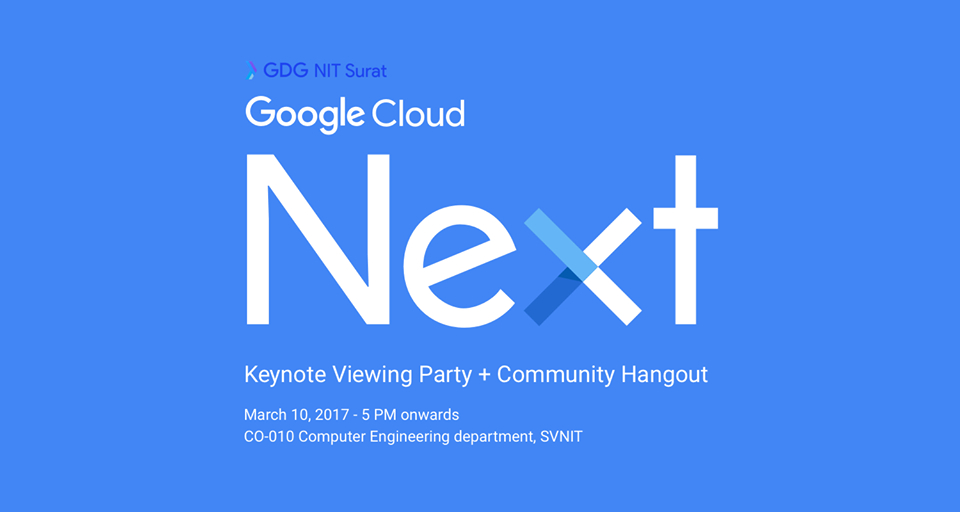 GDG NIT Surat
Google Cloud
Next
Keynote Viewing Party + Community Hangout
March 10, 2017 - 5 PM onwards
CO-010 Computer Engineering department, SVNIT